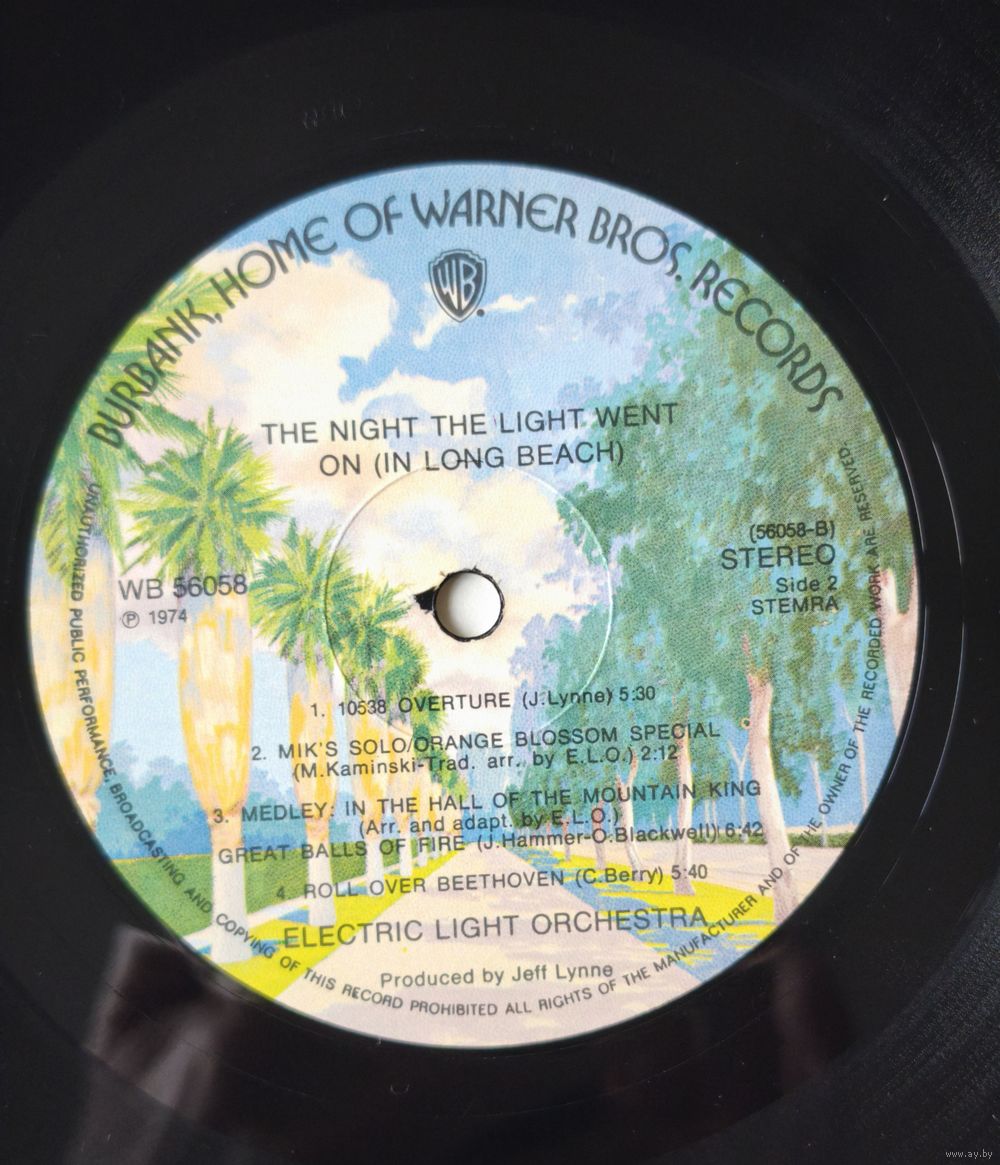 BURBANK, HOME OF WARNER BROS. RECORDS
WB
THE NIGHT THE LIGHT WENT
ON (IN LONG BEACH)
(56058-B)
STEREO
Side 2
STEMRA
WB 56058
℗ 1974
1. 10538 OVERTURE (J.Lynne) 5:30
2. MIK'S SOLO/ORANGE BLOSSOM SPECIAL
(M.Kaminski-Trad. arr. by E.L.O.) 2:12
3. MEDLEY: IN THE HALL OF THE MOUNTAIN KING
(Arr. and adapt. by E.L.O.)
GREAT BALLS OF FIRE (J.Hammer-O.Blackwell) 6:42
4. ROLL OVER BEETHOVEN (C.Berry) 5:40
ELECTRIC LIGHT ORCHESTRA
Produced by Jeff Lynne
UNAUTHORIZED PUBLIC PERFORMANCE, BROADCASTING AND COPYING OF THIS RECORD PROHIBITED ALL RIGHTS OF THE MANUFACTURER AND OF THE OWNER OF THE RECORDED WORK ARE RESERVED.
www.ay.by